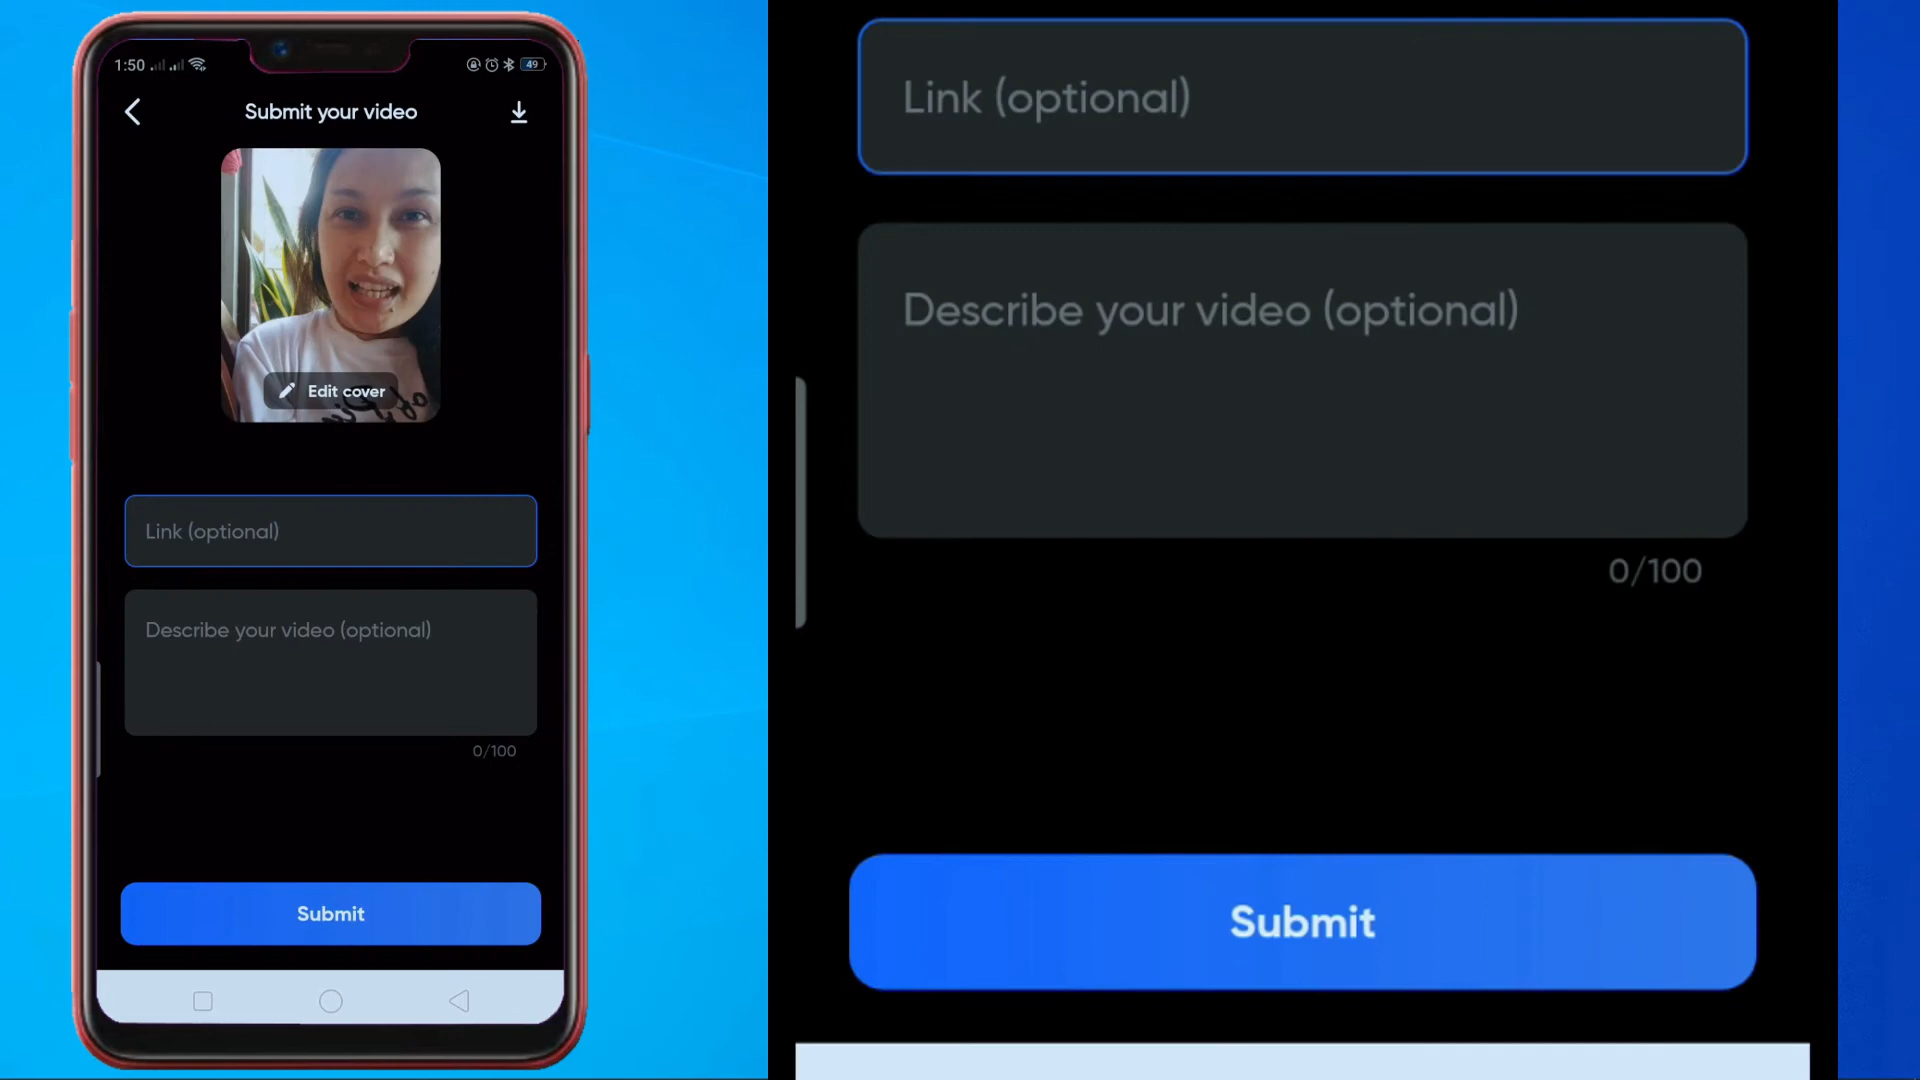 1:50
49
Submit your video
Edit cover
Link (optional)
Describe your video (optional)
0/100
Submit
Link (optional)
Describe your video (optional)
0/100
Submit